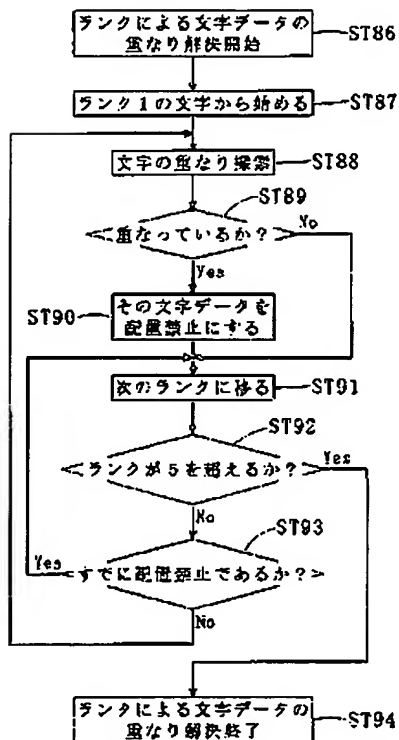 ランクによる文字データの
重なり解決開始
ST86
ランク1の文字から始める
ST87
文字の重なり探索
ST88
ST89
重なっているか?
No
Yes
その文字データを
配置禁止にする
ST90
次のランクに移る
ST91
ST92
ランクが5を超えるか?
Yes
No
ST93
すでに配置禁止であるか?
Yes
No
ランクによる文字データの
重なり解決終了
ST94